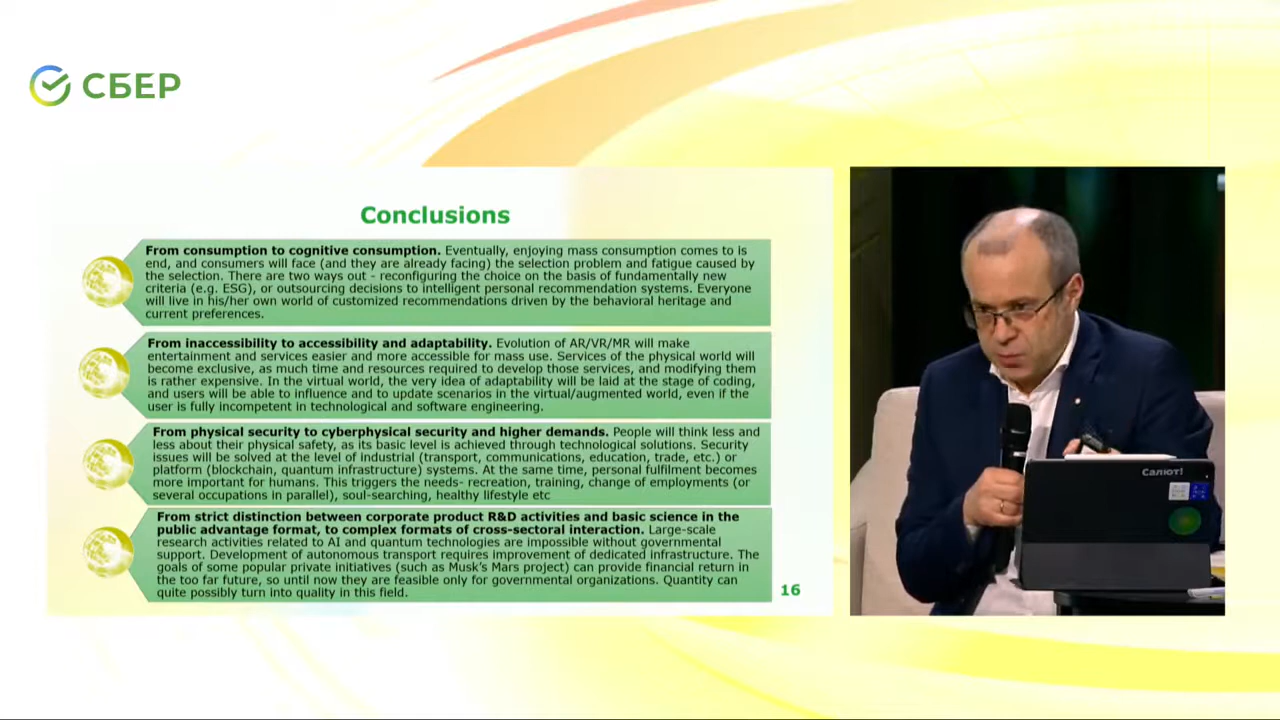 СБЕР
Conclusions
From consumption to cognitive consumption. Eventually, enjoying mass consumption comes to is
end, and consumers will face (and they are already facing) the selection problem and fatigue caused by
the selection. There are two ways out - reconfiguring the choice on the basis of fundamentally new
criteria (e.g. ESG), or outsourcing decisions to intelligent personal recommendation systems. Everyone
will live in his/her own world of customized recommendations driven by the behavioral heritage and
current preferences.
From inaccessibility to accessibility and adaptability. Evolution of AR/VR/MR will make
entertainment and services easier and more accessible for mass use. Services of the physical world will
become exclusive, as much time and resources required to develop those services, and modifying them
is rather expensive. In the virtual world, the very idea of adaptability will be laid at the stage of coding,
and users will be able to influence and to update scenarios in the virtual/augmented world, even if the
user is fully incompetent in technological and software engineering.
From physical security to cyberphysical security and higher demands. People will think less and
less about their physical safety, as its basic level is achieved through technological solutions. Security
issues will be solved at the level of industrial (transport, communications, education, trade, etc.) or
platform (blockchain, quantum infrastructure) systems. At the same time, personal fulfilment becomes
more important for humans. This triggers the needs- recreation, training, change of employments (or
several occupations in parallel), soul-searching, healthy lifestyle etc
From strict distinction between corporate product R&D activities and basic science in the
public advantage format, to complex formats of cross-sectoral interaction. Large-scale
research activities related to AI and quantum technologies are impossible without governmental
support. Development of autonomous transport requires improvement of dedicated infrastructure. The
goals of some popular private initiatives (such as Musk's Mars project) can provide financial return in
the too far future, so until now they are feasible only for governmental organizations. Quantity can
quite possibly turn into quality in this field.
16
Салют!